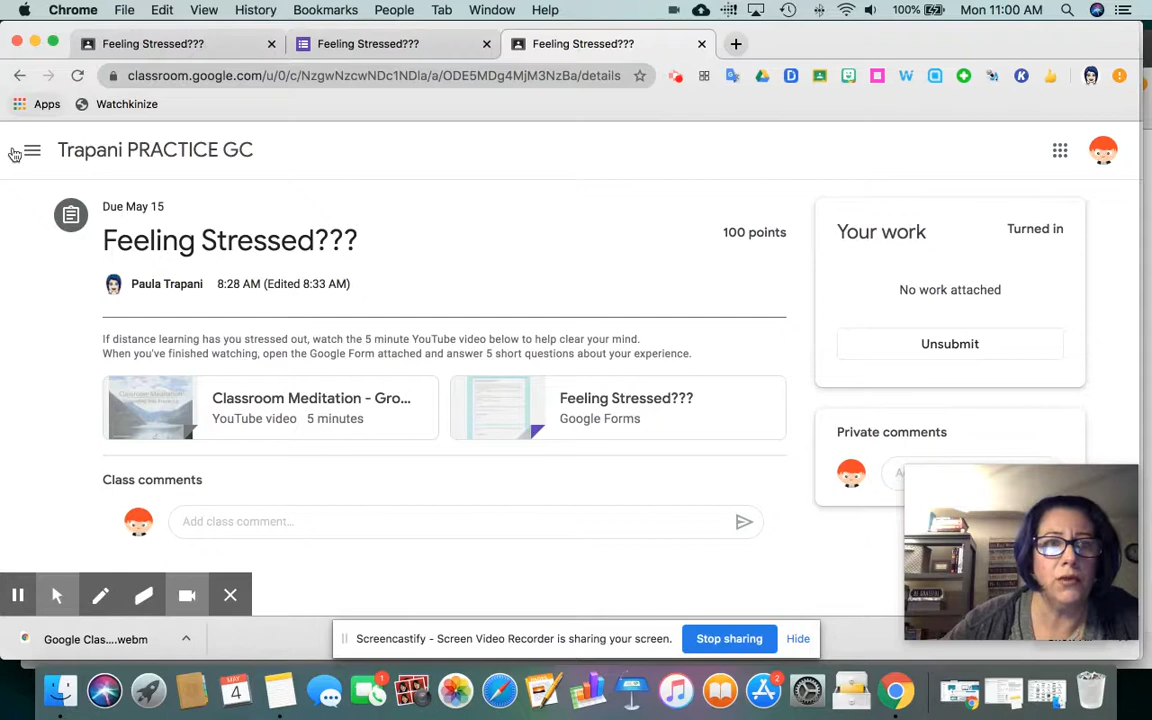 Chrome File Edit View History Bookmarks People Tab Window Help 100% Mon 11:00 AM
Feeling Stressed??? Feeling Stressed??? Feeling Stressed???
classroom.google.com/u/0/c/NzgwNzcwNDc1NDla/a/ODE5MDg4MjM3NzBa/details
Apps Watchkinize
Trapani PRACTICE GC
Due May 15
Feeling Stressed???
100 points
Paula Trapani 8:28 AM (Edited 8:33 AM)
If distance learning has you stressed out, watch the 5 minute YouTube video below to help clear your mind.
When you've finished watching, open the Google Form attached and answer 5 short questions about your experience.
Classroom Meditation - Gro...
YouTube video 5 minutes
Feeling Stressed???
Google Forms
Class comments
Add class comment...
Your work
Turned in
No work attached
Unsubmit
Private comments
Google Clas....webm
Screencastify - Screen Video Recorder is sharing your screen.
Stop sharing
Hide
MAY
4
1
2